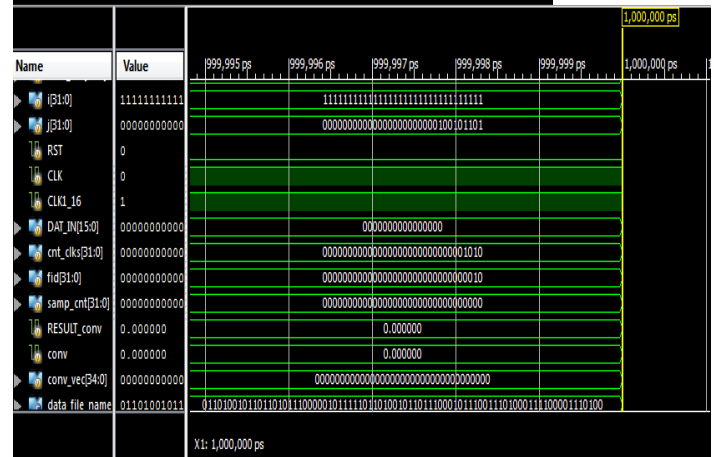 1,000,000 ps
Name Value 999,995 ps 999,996 ps 999,997 ps 999,998 ps 999,999 ps 1,000,000 ps
i[31:0] 11111111111 11111111111111111111111111111111
j[31:0] 00000000000 00000000000000000000000100101101
RST 0
CLK 0
CLK1_16 1
DAT_IN[15:0] 00000000000 0000000000000000
cnt_clks[31:0] 00000000000 00000000000000000000000000001010
fid[31:0] 00000000000 00000000000000000000000000000010
samp_cnt[31:0] 00000000000 00000000000000000000000000000000
RESULT_conv 0.000000 0.000000
conv 0.000000 0.000000
conv_vec[34:0] 00000000000 00000000000000000000000000000000000
data file name 01101001011
X1: 1,000,000 ps